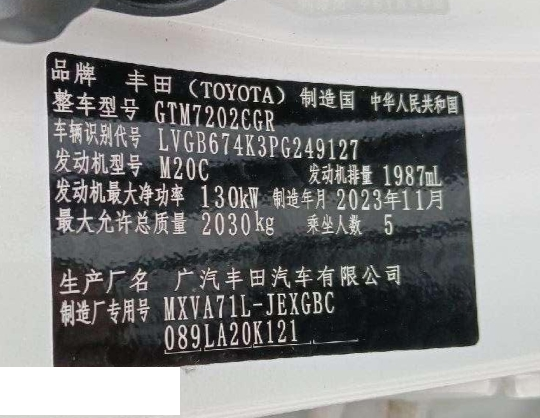 品牌 丰田 (TOYOTA) 制造国 中华人民共和国
整车型号 GTM7202CGR
车辆识别代号 LVGB674K3PG249127
发动机型号 M20C 发动机排量 1987mL
发动机最大净功率 130kW 制造年月 2023年11月
最大允许总质量 2030kg 乘坐人数 5
生产厂名 广汽丰田汽车有限公司
制造厂专用号 MXVA71L-JEXGBC
089LA20K121